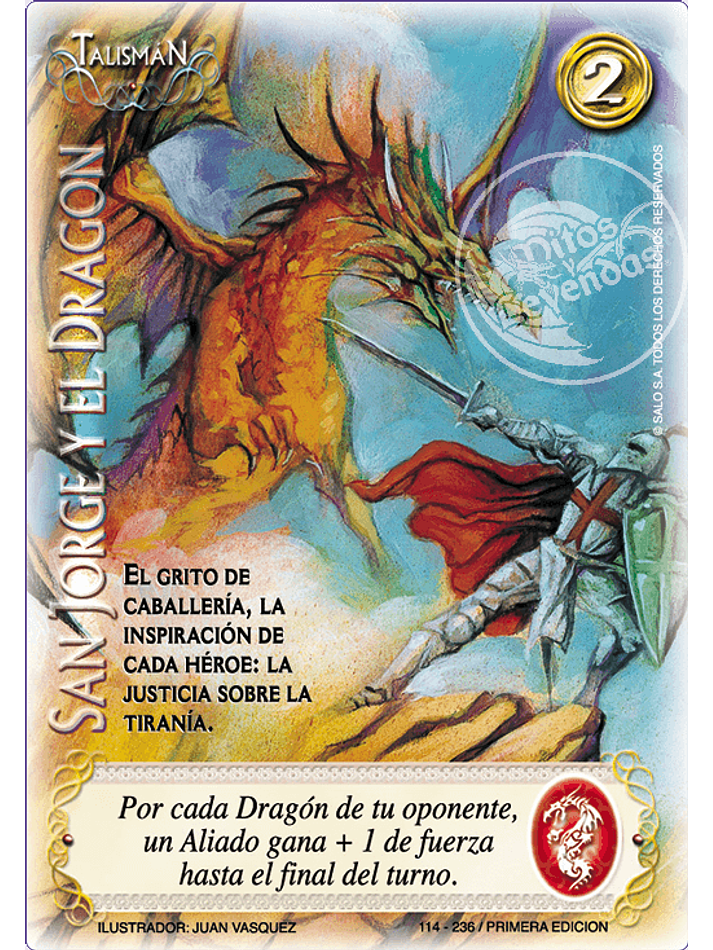 TALISMÁN
2
SAN JORGE Y EL DRAGON
Mitos
y
Leyendas
© SALO S.A. TODOS LOS DERECHOS RESERVADOS
EL GRITO DE
CABALLERÍA, LA
INSPIRACIÓN DE
CADA HÉROE: LA
JUSTICIA SOBRE LA
TIRANÍA.
Por cada Dragón de tu oponente,
un Aliado gana + 1 de fuerza
hasta el final del turno.
ILUSTRADOR: JUAN VASQUEZ
114 - 236 / PRIMERA EDICION